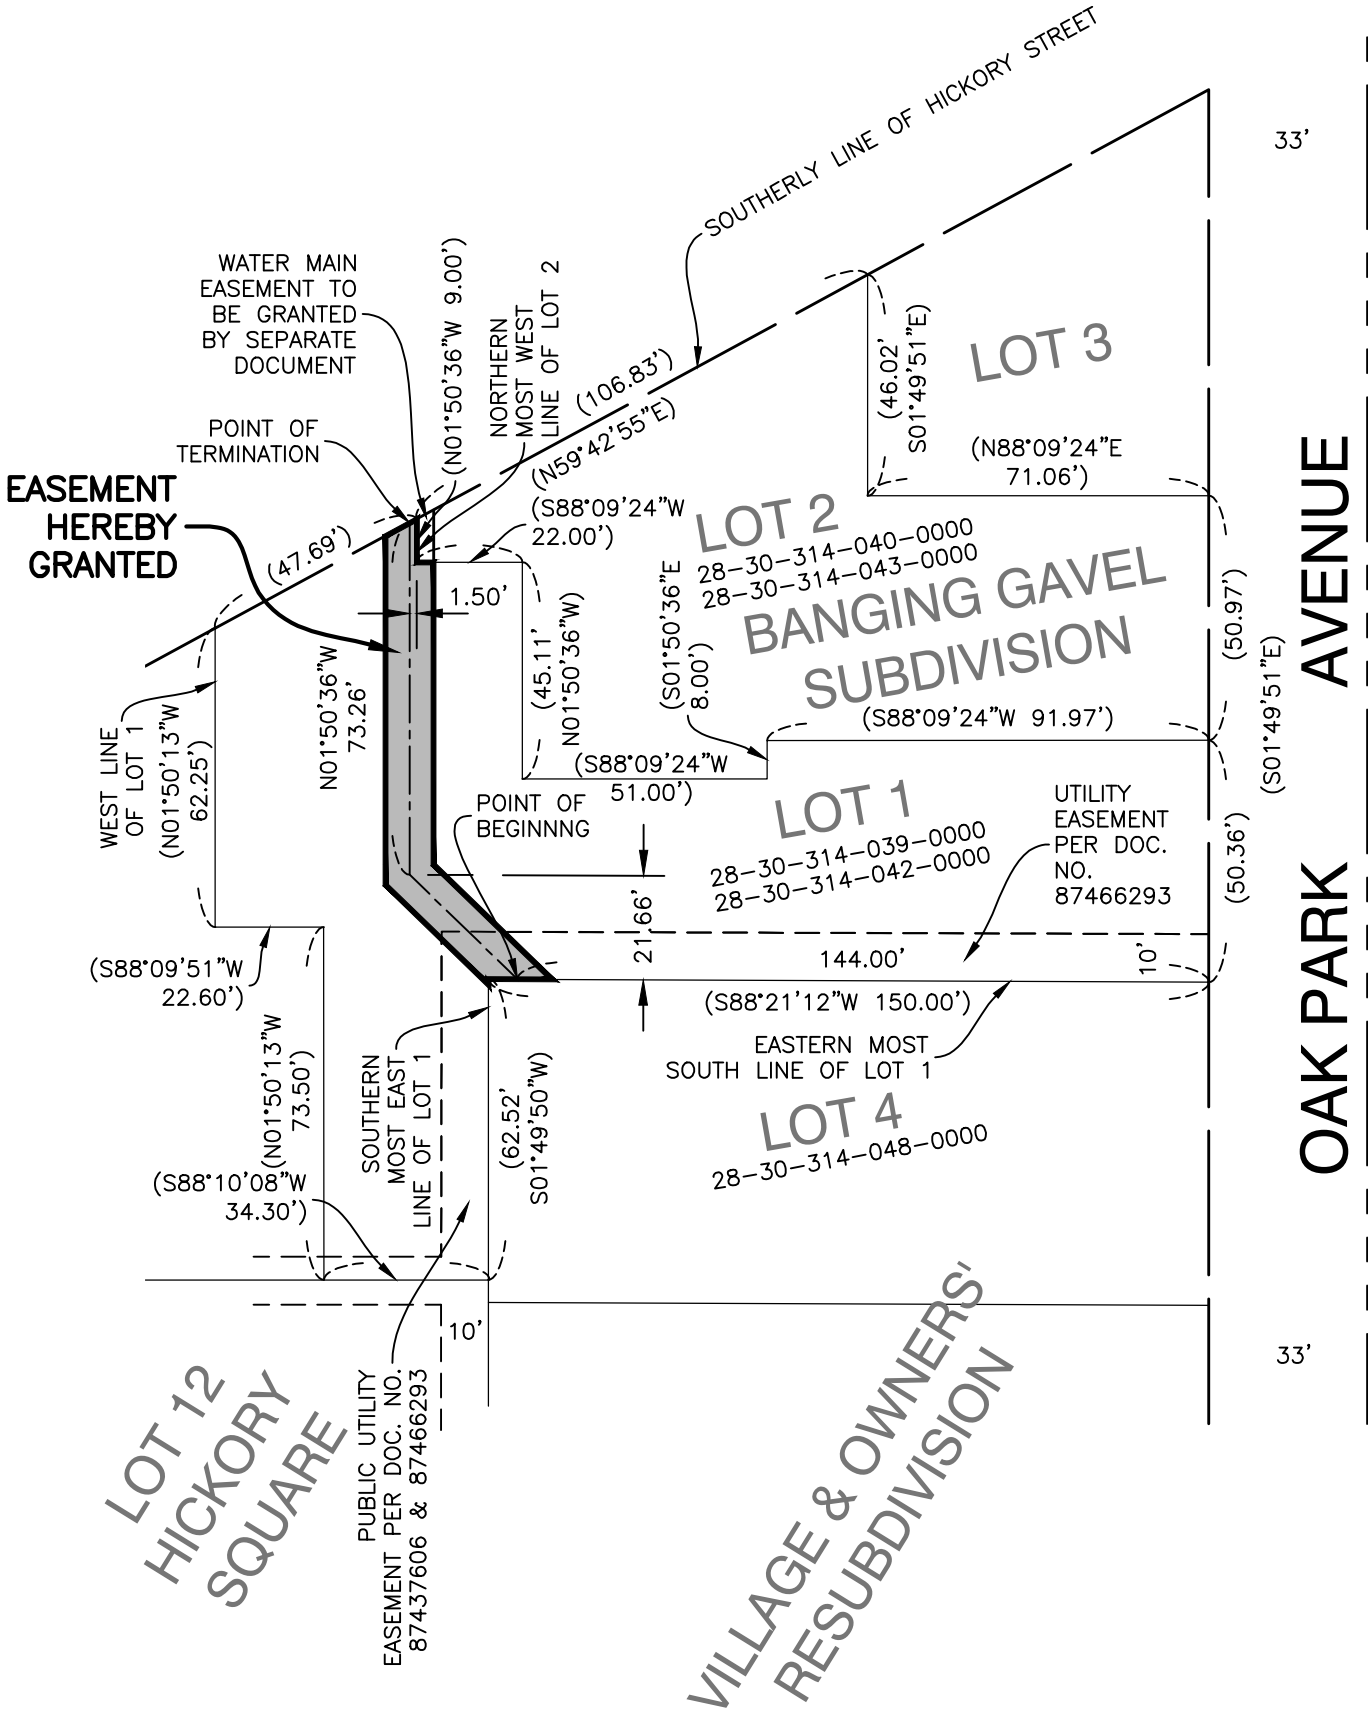 SOUTHERLY LINE OF HICKORY STREET
33'
WATER MAIN
EASEMENT TO
BE GRANTED
BY SEPARATE
DOCUMENT
(N01°50'36"W 9.00')
NORTHERN
MOST WEST
LINE OF LOT 2
(106.83')
(N59°42'55"E)
(46.02'
S01°49'51"E)
LOT 3
(N88°09'24"E
71.06')
POINT OF
TERMINATION
EASEMENT
HEREBY
GRANTED
(47.69')
(S88°09'24"W
22.00')
LOT 2
28-30-314-040-0000
28-30-314-043-0000
BANGING GAVEL
SUBDIVISION
1.50'
(45.11'
N01°50'36"W)
(S01°50'36"E
8.00')
(50.97')
(S01°49'51"E)
AVENUE
OAK PARK
N01°50'36"W
73.26'
WEST LINE
OF LOT 1
(N01°50'13"W
62.25')
(S88°09'24"W 91.97')
(S88°09'24"W
51.00')
POINT OF
BEGINNNG
LOT 1
28-30-314-039-0000
28-30-314-042-0000
UTILITY
EASEMENT
PER DOC.
NO.
87466293
(50.36')
21.66'
144.00'
10'
(S88°21'12"W 150.00')
(S88°09'51"W
22.60')
EASTERN MOST
SOUTH LINE OF LOT 1
(N01°50'13"W
73.50')
SOUTHERN
MOST EAST
LINE OF LOT 1
(62.52'
S01°49'50"W)
LOT 4
28-30-314-048-0000
(S88°10'08"W
34.30')
10'
33'
PUBLIC UTILITY
EASEMENT PER DOC. NO.
87437606 & 87466293
LOT 12
HICKORY
SQUARE
VILLAGE & OWNERS'
RESUBDIVISION